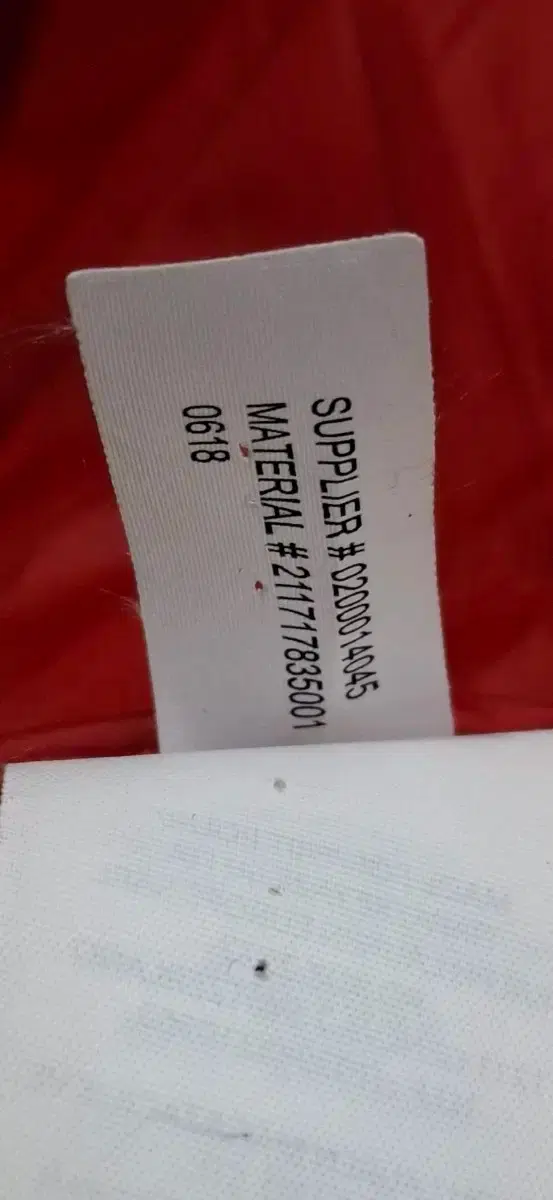 SUPPLIER # 0200014045
MATERIAL # 211717835001
0618